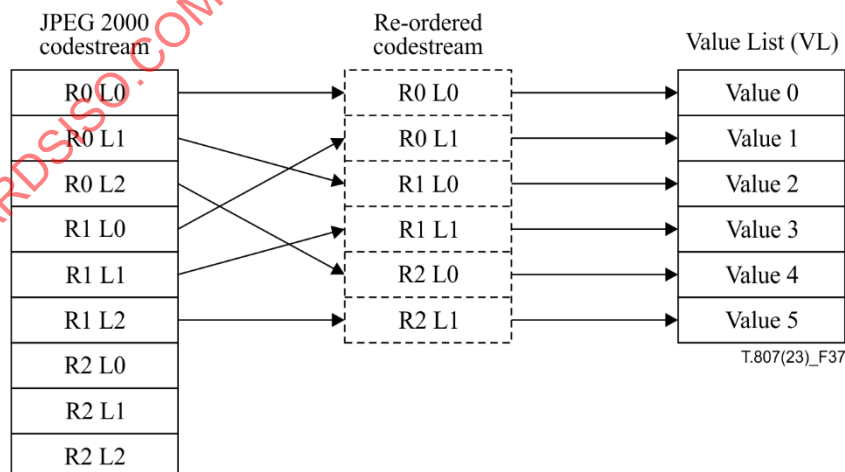 JPEG 2000
codestream
R0 L0
R0 L1
R0 L2
R1 L0
R1 L1
R1 L2
R2 L0
R2 L1
R2 L2
Re-ordered
codestream
R0 L0
R0 L1
R1 L0
R1 L1
R2 L0
R2 L1
Value List (VL)
Value 0
Value 1
Value 2
Value 3
Value 4
Value 5
T.807(23)_F37
ARDSISO.COM